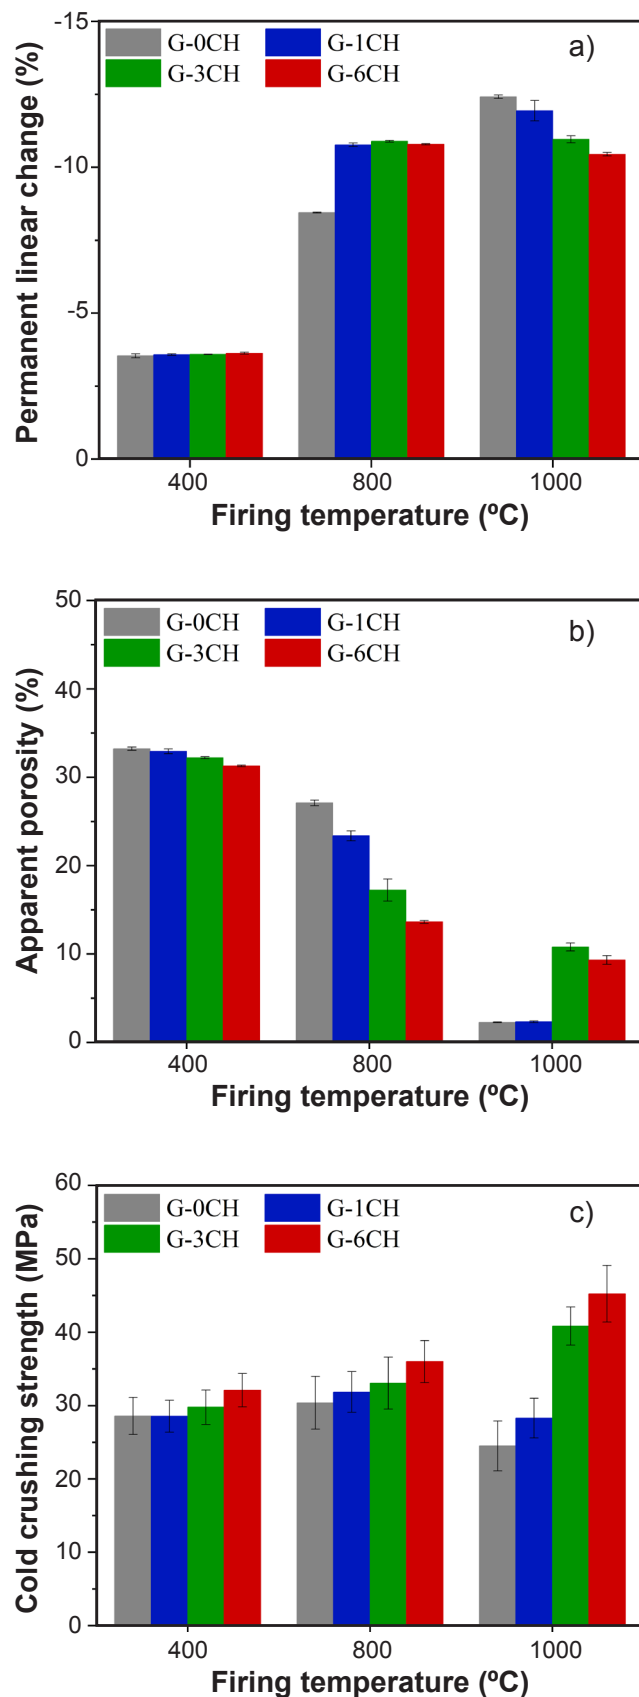 -15
G-0CH G-1CH a)
G-3CH G-6CH
-10
-5
0
400 800 1000
Permanent linear change (%)
Firing temperature (ºC)
50
G-0CH G-1CH b)
G-3CH G-6CH
40
30
20
10
0
400 800 1000
Apparent porosity (%)
Firing temperature (ºC)
60
G-0CH G-1CH c)
G-3CH G-6CH
50
40
30
20
10
0
400 800 1000
Cold crushing strength (MPa)
Firing temperature (ºC)